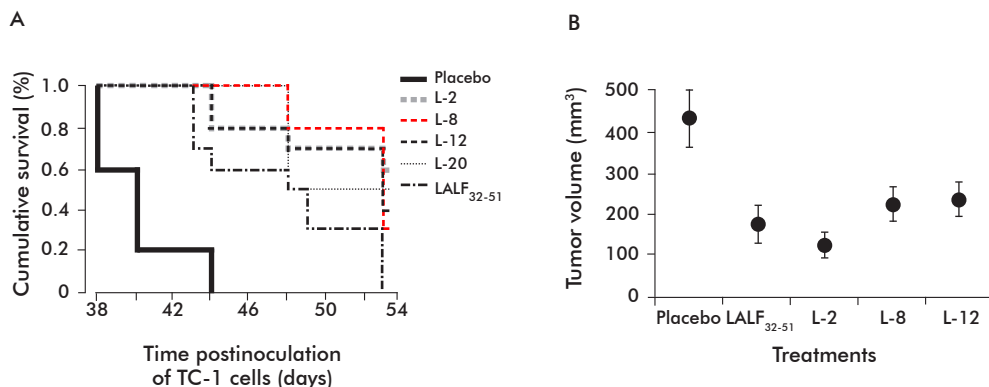 A
Cumulative survival (%)
1.0
0.8
0.6
0.4
0.2
0
38
42
46
50
54
Time postinoculation
of TC-1 cells (days)
Placebo
L-2
L-8
L-12
L-20
LALF32-51
B
Tumor volume (mm³)
500
400
300
200
100
0
Placebo LALF32-51 L-2 L-8 L-12
Treatments